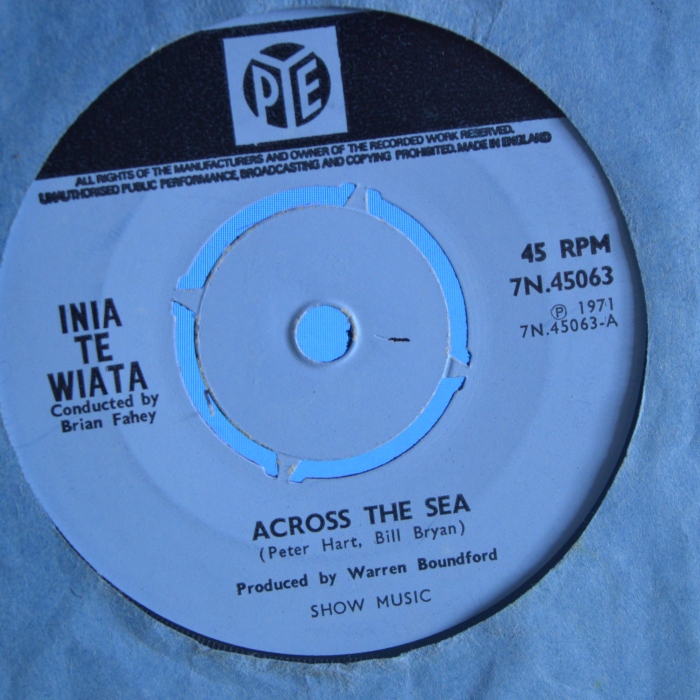 PYE
ALL RIGHTS OF THE MANUFACTURERS AND OWNER OF THE RECORDED WORK RESERVED.
UNAUTHORISED PUBLIC PERFORMANCE, BROADCASTING AND COPYING PROHIBITED. MADE IN ENGLAND
45 RPM
7N.45063
Ⓟ 1971
7N.45063-A
INIA
TE
WIATA
Conducted by
Brian Fahey
ACROSS THE SEA
(Peter Hart, Bill Bryan)
Produced by Warren Boundford
SHOW MUSIC